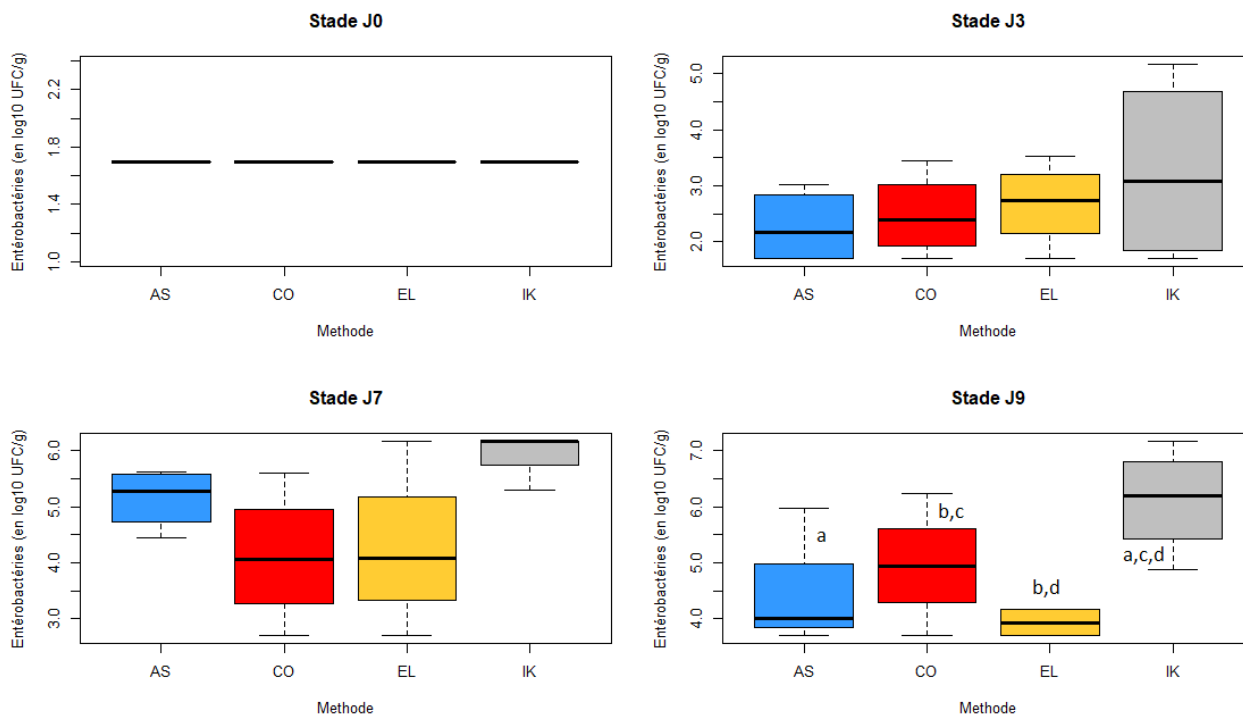 Stade J0
Entérobactéries (en log10 UFC/g)
2.2
1.8
1.4
1.0
AS CO EL IK
Methode
Stade J3
Entérobactéries (en log10 UFC/g)
5.0
4.0
3.0
2.0
AS CO EL IK
Methode
Stade J7
Entérobactéries (en log10 UFC/g)
6.0
5.0
4.0
3.0
AS CO EL IK
Methode
Stade J9
Entérobactéries (en log10 UFC/g)
7.0
6.0
5.0
4.0
a
b,c
b,d
a,c,d
AS CO EL IK
Methode